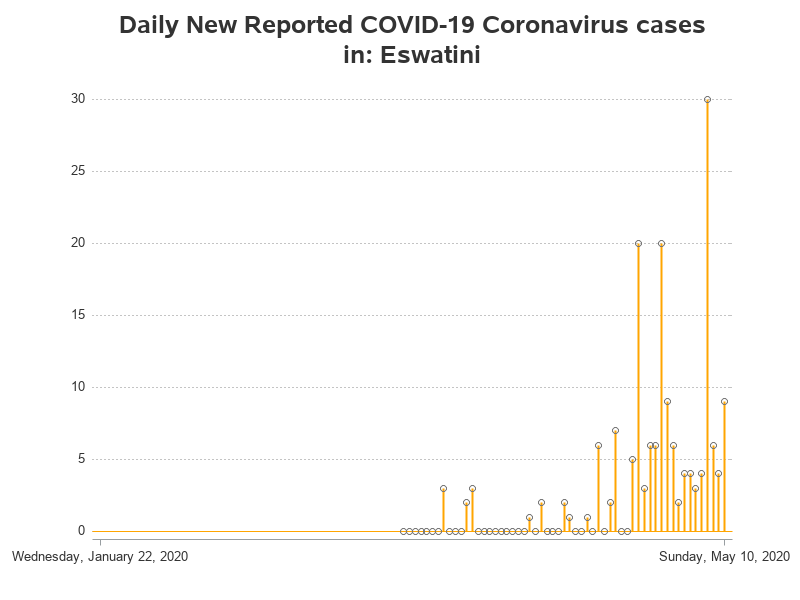 Daily New Reported COVID-19 Coronavirus cases
in: Eswatini
30
25
20
15
10
5
0
Wednesday, January 22, 2020
Sunday, May 10, 2020